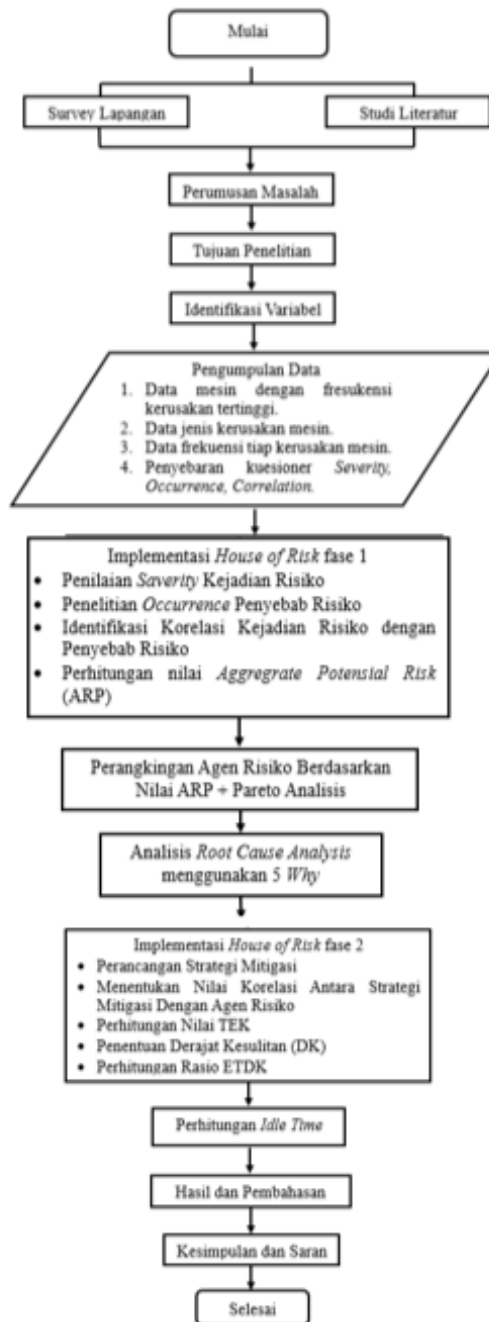 Mulai
Survey Lapangan
Studi Literatur
Perumusan Masalah
Tujuan Penelitian
Identifikasi Variabel
Pengumpulan Data
1. Data mesin dengan fresukensi
kerusakan tertinggi.
2. Data jenis kerusakan mesin.
3. Data frekuensi tiap kerusakan mesin.
4. Penyebaran kuesioner Severity,
Occurrence, Correlation.
Implementasi House of Risk fase 1
• Penilaian Saverity Kejadian Risiko
• Penelitian Occurrence Penyebab Risiko
• Identifikasi Korelasi Kejadian Risiko dengan
Penyebab Risiko
• Perhitungan nilai Aggregrate Potensial Risk
(ARP)
Perangkingan Agen Risiko Berdasarkan
Nilai ARP + Pareto Analisis
Analisis Root Cause Analysis
menggunakan 5 Why
Implementasi House of Risk fase 2
• Perancangan Strategi Mitigasi
• Menentukan Nilai Korelasi Antara Strategi
Mitigasi Dengan Agen Risiko
• Perhitungan Nilai TEK
• Penentuan Derajat Kesulitan (DK)
• Perhitungan Rasio ETDK
Perhitungan Idle Time
Hasil dan Pembahasan
Kesimpulan dan Saran
Selesai